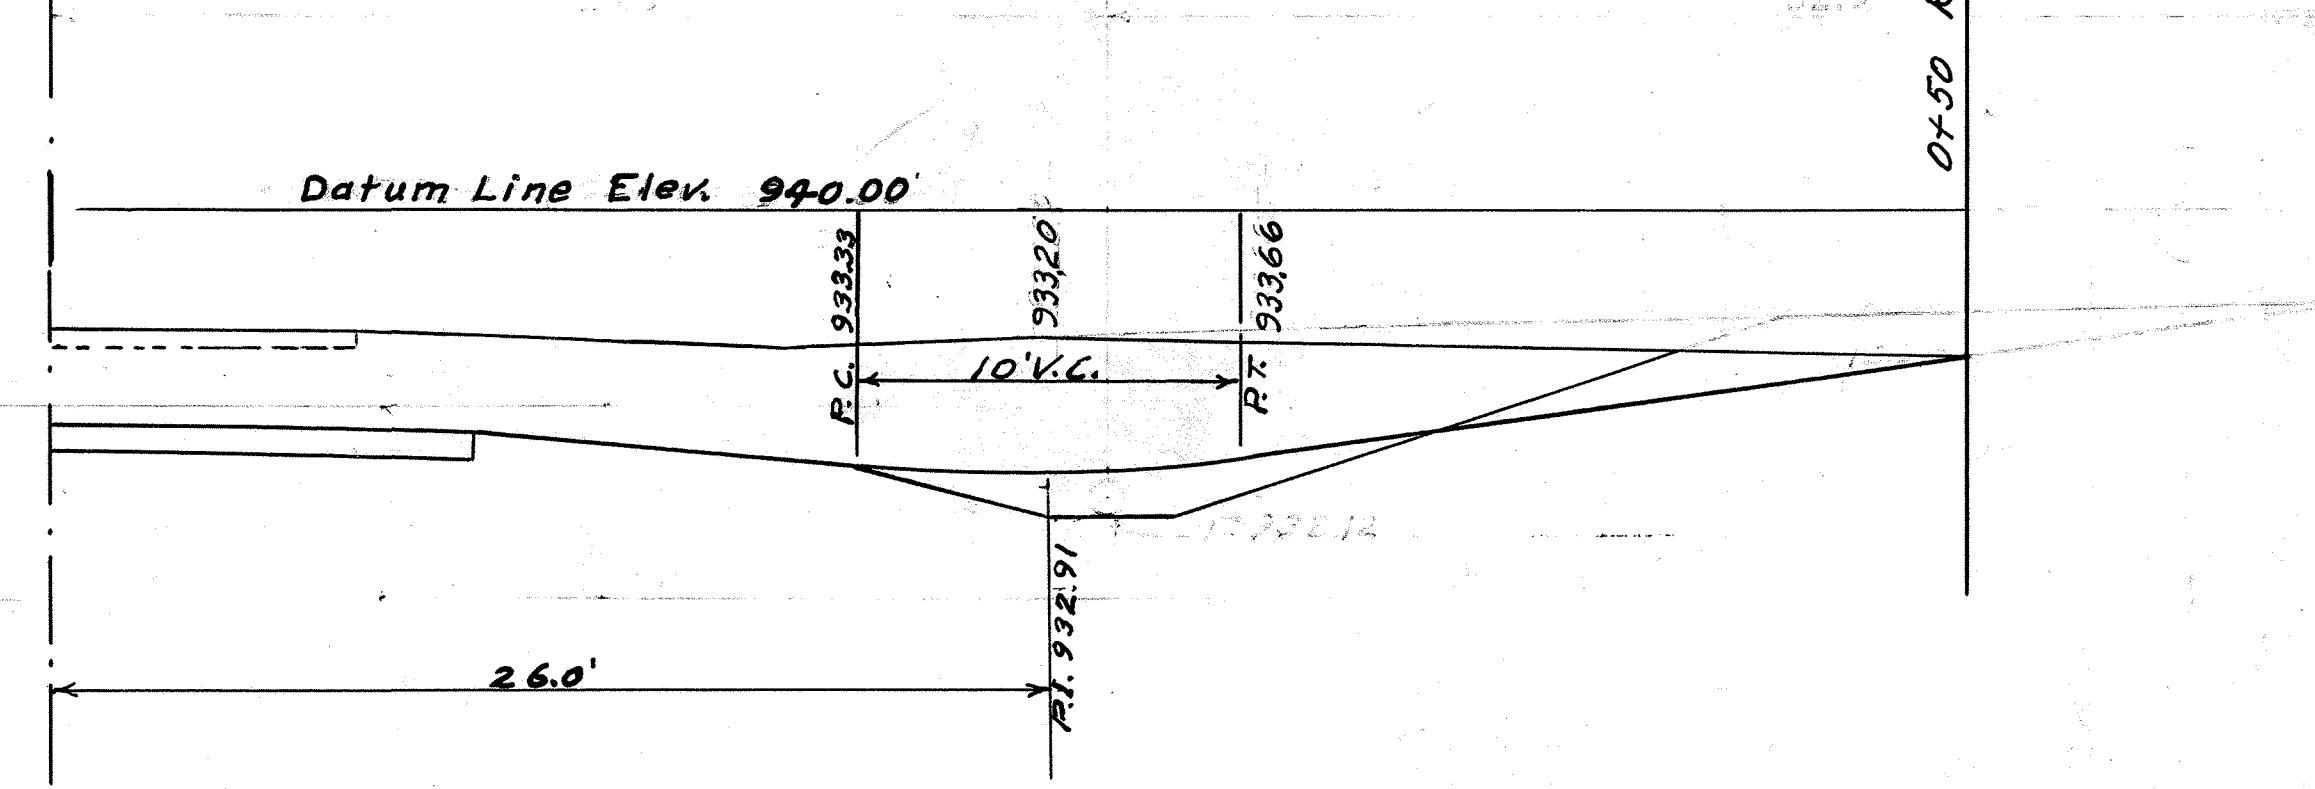 0+50
Datum Line Elev. 940.00'
P.C. 933.33
933.20
P.T. 933.66
10' V.C.
P.I. 932.91
26.0'